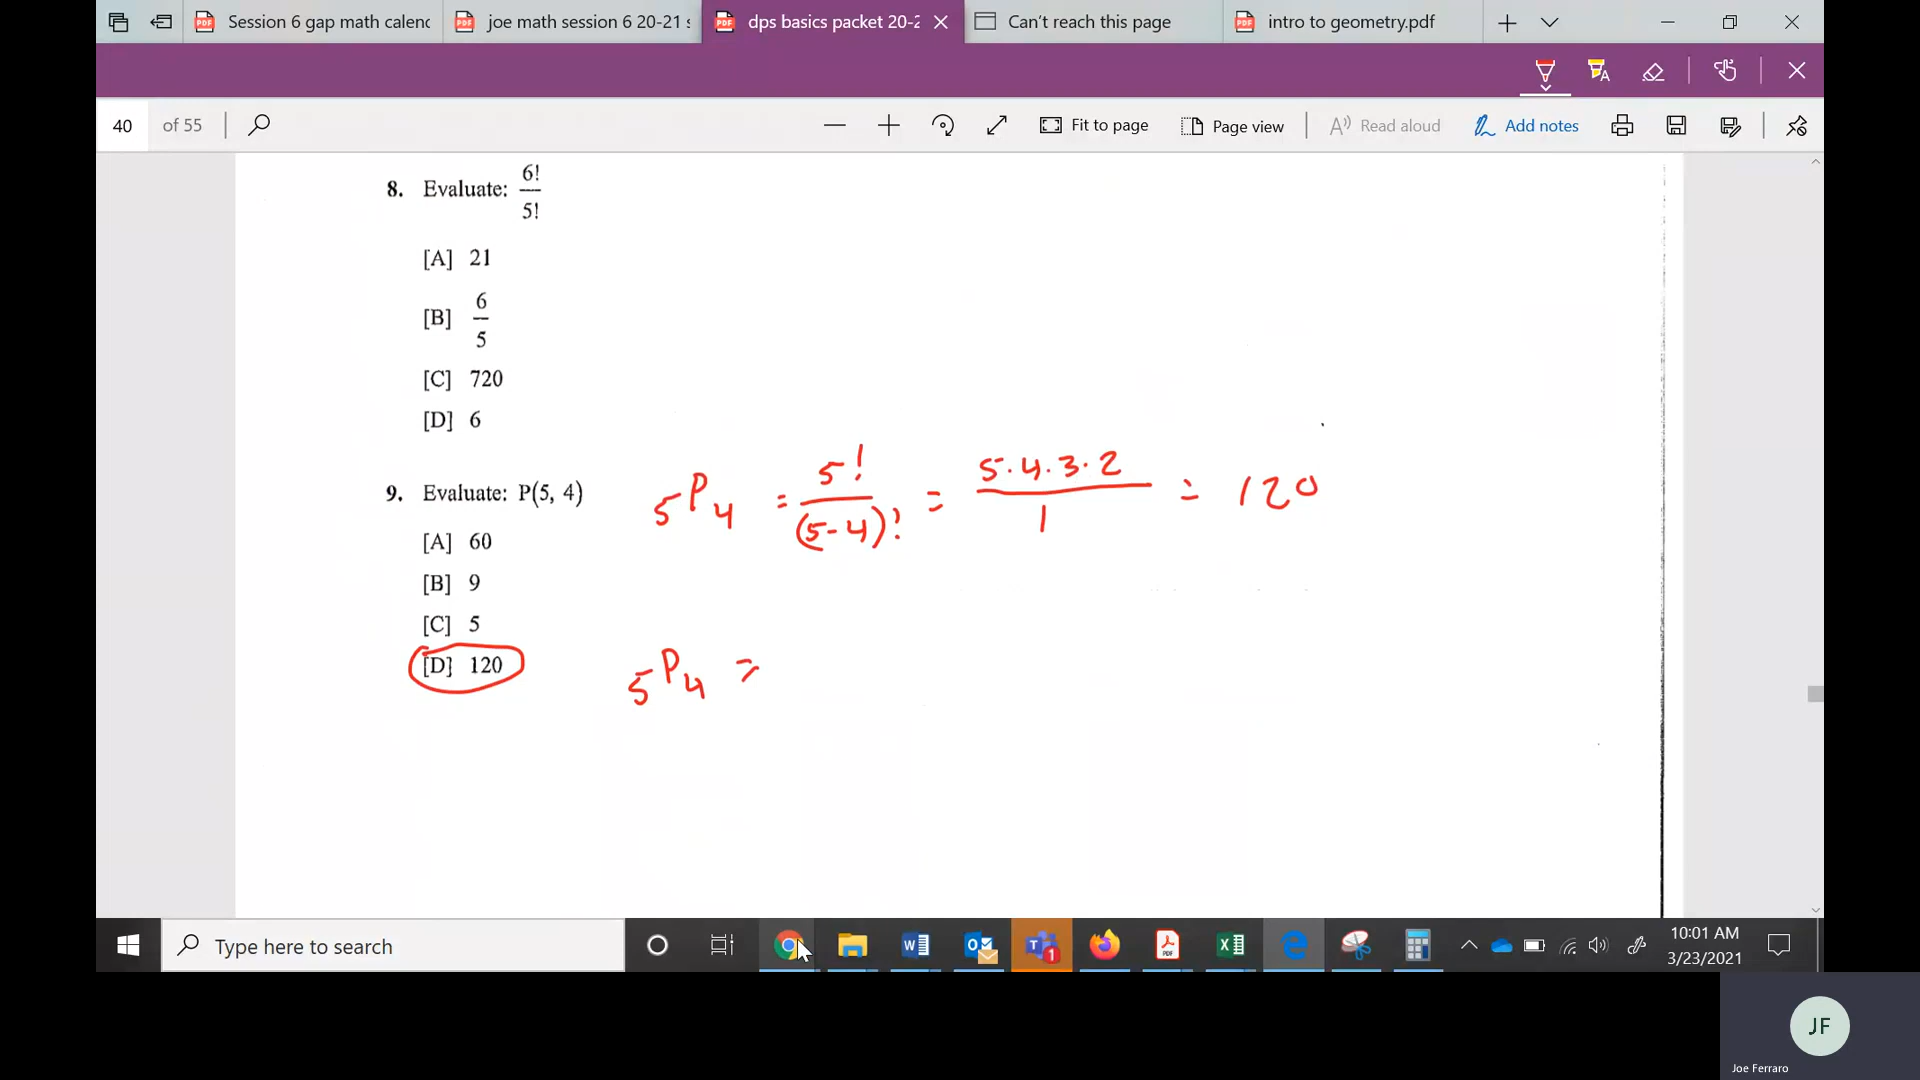 Session 6 gap math calenc
joe math session 6 20-21 s
dps basics packet 20-2
Can't reach this page
intro to geometry.pdf
40 of 55
Fit to page
Page view
Read aloud
Add notes
8. Evaluate: 6!/5!
[A] 21
[B] 6/5
[C] 720
[D] 6
9. Evaluate: P(5, 4)
₅P₄ = 5!/(5-4)! = 5·4·3·2/1 = 120
[A] 60
[B] 9
[C] 5
[D] 120
₅P₄ =
Type here to search
10:01 AM
3/23/2021
JF
Joe Ferraro